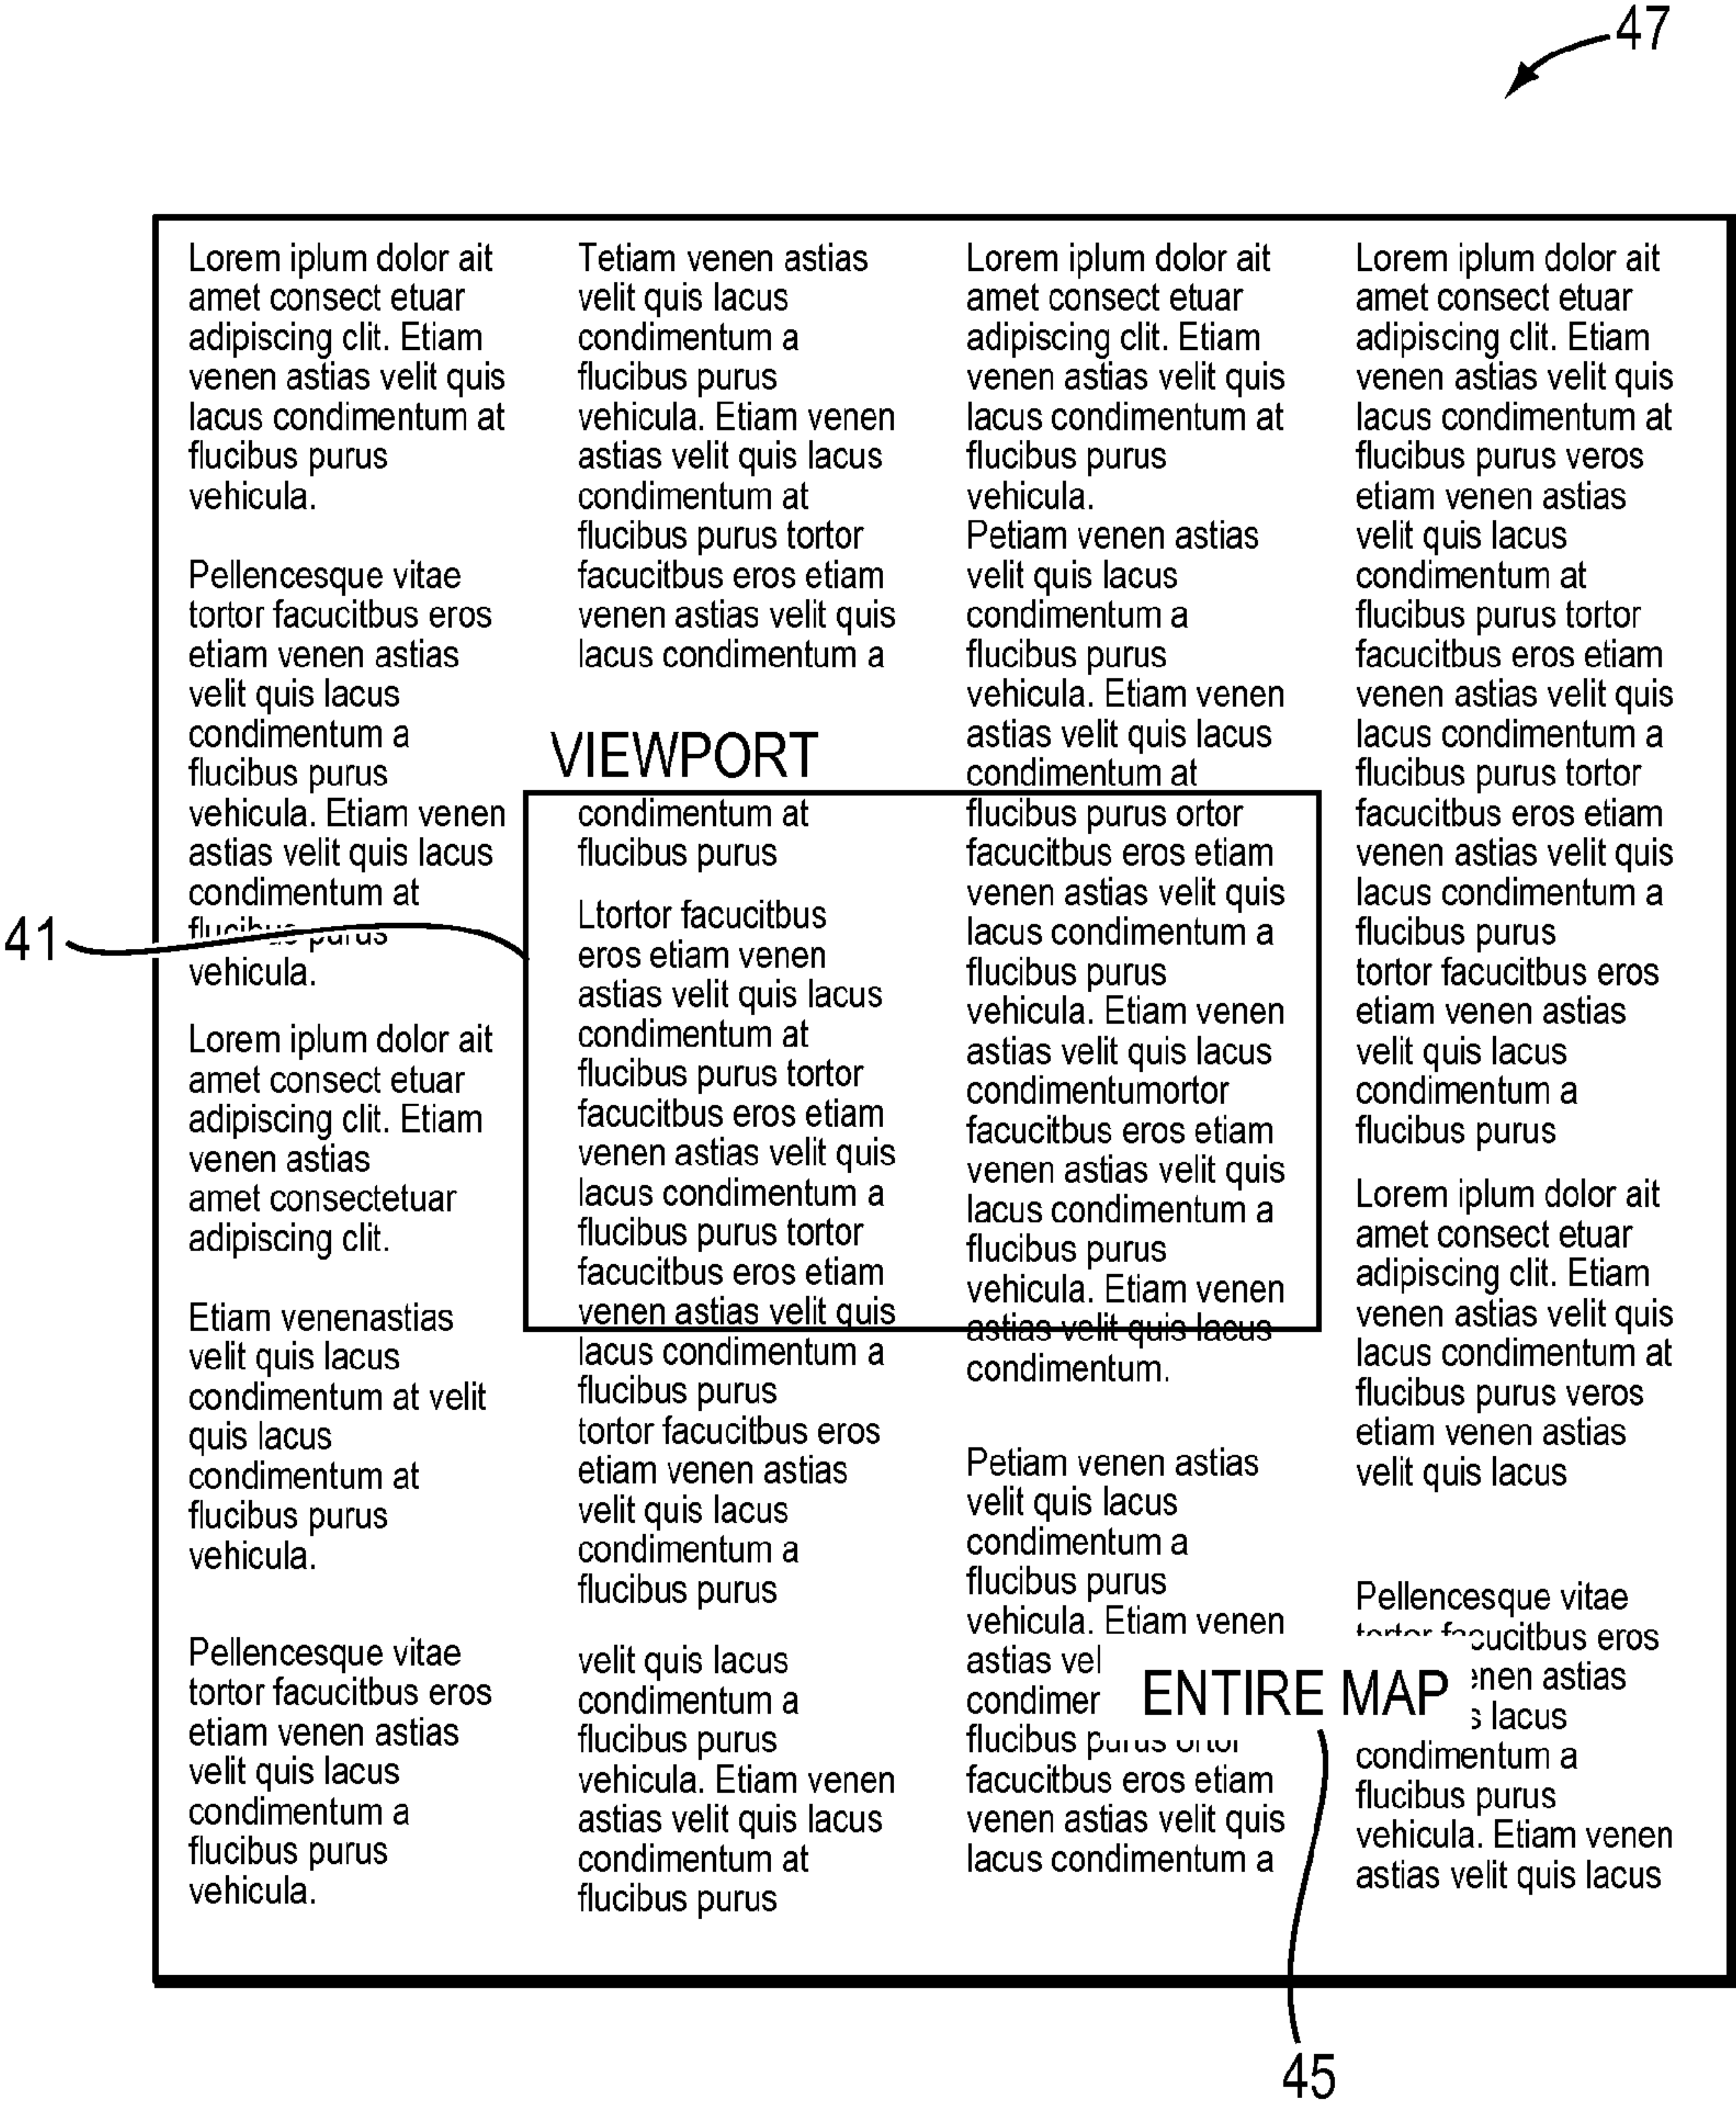 47
Lorem iplum dolor ait
amet consect etuar
adipiscing clit. Etiam
venen astias velit quis
lacus condimentum at
flucibus purus
vehicula.
Pellencesque vitae
tortor facucitbus eros
etiam venen astias
velit quis lacus
condimentum a
flucibus purus
vehicula. Etiam venen
astias velit quis lacus
condimentum at
flucibus purus
vehicula.
Lorem iplum dolor ait
amet consect etuar
adipiscing clit. Etiam
venen astias
amet consectetuar
adipiscing clit.
Etiam venenastias
velit quis lacus
condimentum at velit
quis lacus
condimentum at
flucibus purus
vehicula.
Pellencesque vitae
tortor facucitbus eros
etiam venen astias
velit quis lacus
condimentum a
flucibus purus
vehicula.
41
Tetiam venen astias
velit quis lacus
condimentum a
flucibus purus
vehicula. Etiam venen
astias velit quis lacus
condimentum at
flucibus purus tortor
facucitbus eros etiam
venen astias velit quis
lacus condimentum a
VIEWPORT
condimentum at
flucibus purus
Ltortor facucitbus
eros etiam venen
astias velit quis lacus
condimentum at
flucibus purus tortor
facucitbus eros etiam
venen astias velit quis
lacus condimentum a
flucibus purus tortor
facucitbus eros etiam
venen astias velit quis
lacus condimentum a
flucibus purus
tortor facucitbus eros
etiam venen astias
velit quis lacus
condimentum a
flucibus purus
velit quis lacus
condimentum a
flucibus purus
vehicula. Etiam venen
astias velit quis lacus
condimentum at
flucibus purus
Lorem iplum dolor ait
amet consect etuar
adipiscing clit. Etiam
venen astias velit quis
lacus condimentum at
flucibus purus
vehicula.
Petiam venen astias
velit quis lacus
condimentum a
flucibus purus
vehicula. Etiam venen
astias velit quis lacus
condimentum at
flucibus purus ortor
facucitbus eros etiam
venen astias velit quis
lacus condimentum a
flucibus purus
vehicula. Etiam venen
astias velit quis lacus
condimentumortor
facucitbus eros etiam
venen astias velit quis
lacus condimentum a
flucibus purus
vehicula. Etiam venen
astias velit quis lacus
condimentum.
Petiam venen astias
velit quis lacus
condimentum a
flucibus purus
vehicula. Etiam venen
astias vel
condimer
flucibus purus ortor
facucitbus eros etiam
venen astias velit quis
lacus condimentum a
ENTIRE MAP
45
Lorem iplum dolor ait
amet consect etuar
adipiscing clit. Etiam
venen astias velit quis
lacus condimentum at
flucibus purus veros
etiam venen astias
velit quis lacus
condimentum at
flucibus purus tortor
facucitbus eros etiam
venen astias velit quis
lacus condimentum a
flucibus purus tortor
facucitbus eros etiam
venen astias velit quis
lacus condimentum a
flucibus purus
tortor facucitbus eros
etiam venen astias
velit quis lacus
condimentum a
flucibus purus
Lorem iplum dolor ait
amet consect etuar
adipiscing clit. Etiam
venen astias velit quis
lacus condimentum at
flucibus purus veros
etiam venen astias
velit quis lacus
Pellencesque vitae
tortor facucitbus eros
enen astias
s lacus
condimentum a
flucibus purus
vehicula. Etiam venen
astias velit quis lacus